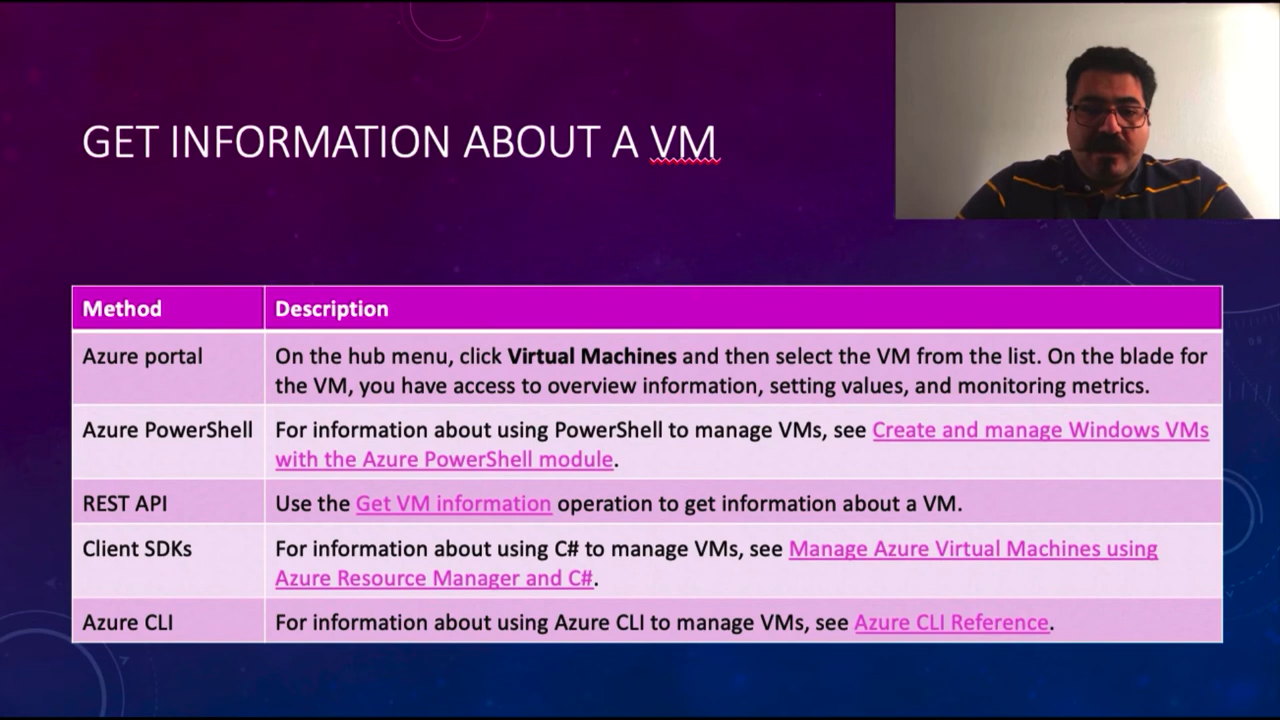 GET INFORMATION ABOUT A VM
Method
Description
Azure portal
On the hub menu, click Virtual Machines and then select the VM from the list. On the blade for
the VM, you have access to overview information, setting values, and monitoring metrics.
Azure PowerShell
For information about using PowerShell to manage VMs, see Create and manage Windows VMs
with the Azure PowerShell module.
REST API
Use the Get VM information operation to get information about a VM.
Client SDKs
For information about using C# to manage VMs, see Manage Azure Virtual Machines using
Azure Resource Manager and C#.
Azure CLI
For information about using Azure CLI to manage VMs, see Azure CLI Reference.